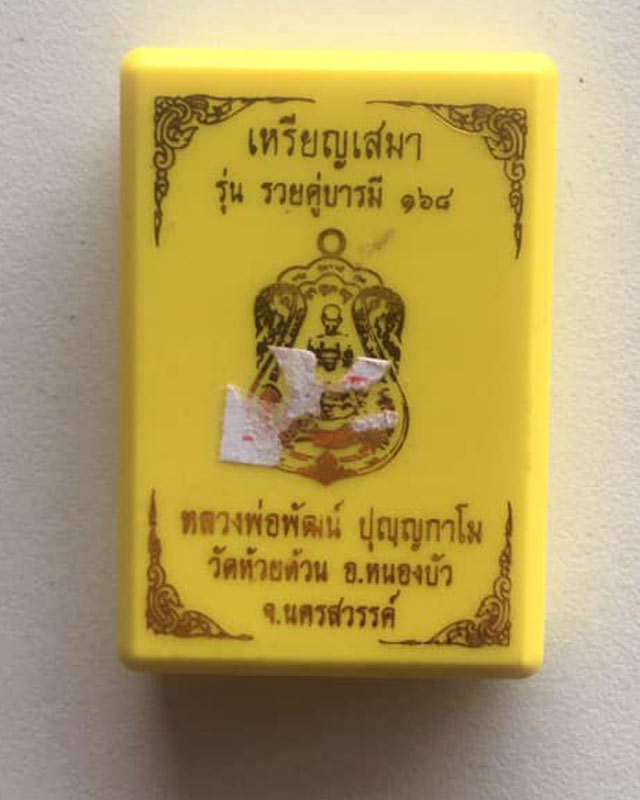 เหรียญเสมา
รุ่น รวยคู่บารมี ๑๖๘
หลวงพ่อพัฒน์ ปุญฺญกาโม
วัดห้วยด้วน อ.หนองบัว
จ.นครสวรรค์